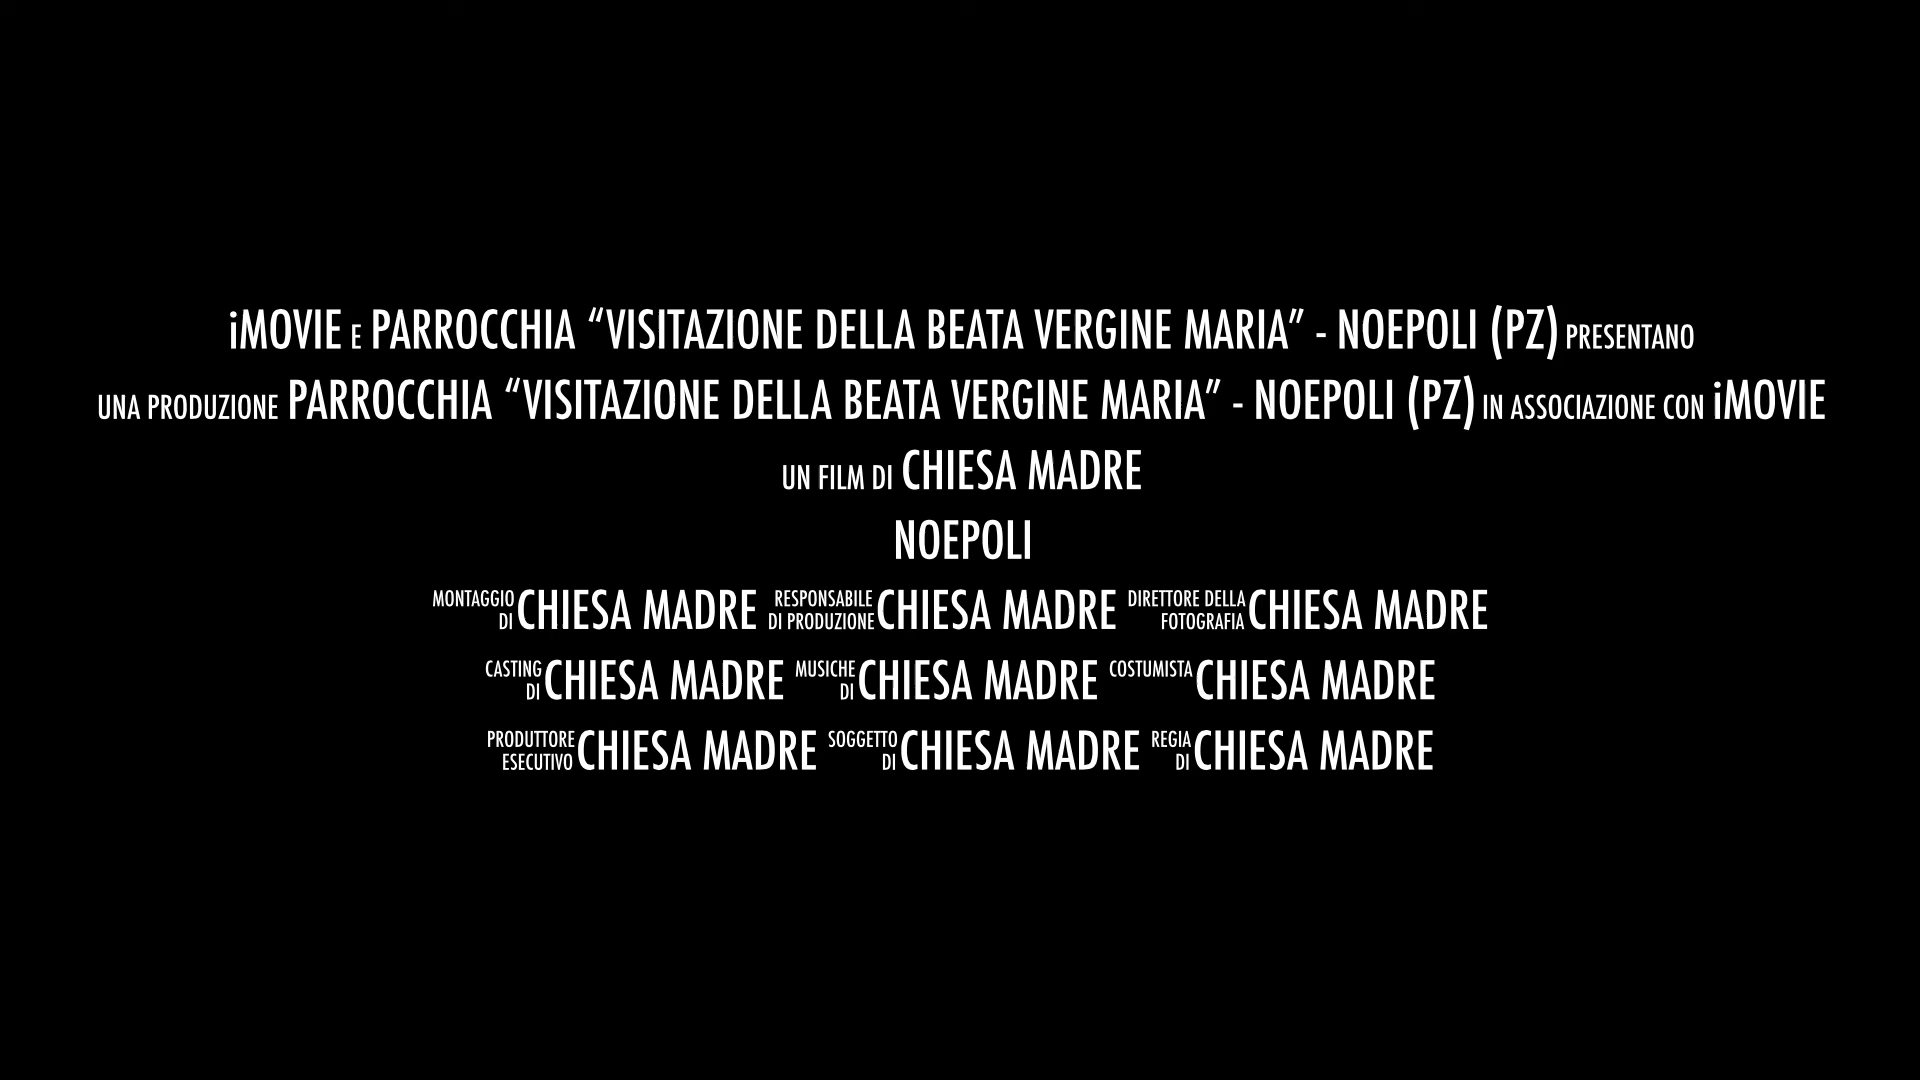 iMOVIE E PARROCCHIA “VISITAZIONE DELLA BEATA VERGINE MARIA” - NOEPOLI (PZ) PRESENTANO
UNA PRODUZIONE PARROCCHIA “VISITAZIONE DELLA BEATA VERGINE MARIA” - NOEPOLI (PZ) IN ASSOCIAZIONE CON iMOVIE
UN FILM DI CHIESA MADRE
NOEPOLI
MONTAGGIO DI CHIESA MADRE RESPONSABILE DI PRODUZIONE CHIESA MADRE DIRETTORE DELLA FOTOGRAFIA CHIESA MADRE
CASTING DI CHIESA MADRE MUSICHE DI CHIESA MADRE COSTUMISTA CHIESA MADRE
PRODUTTORE ESECUTIVO CHIESA MADRE SOGGETTO DI CHIESA MADRE REGIA DI CHIESA MADRE